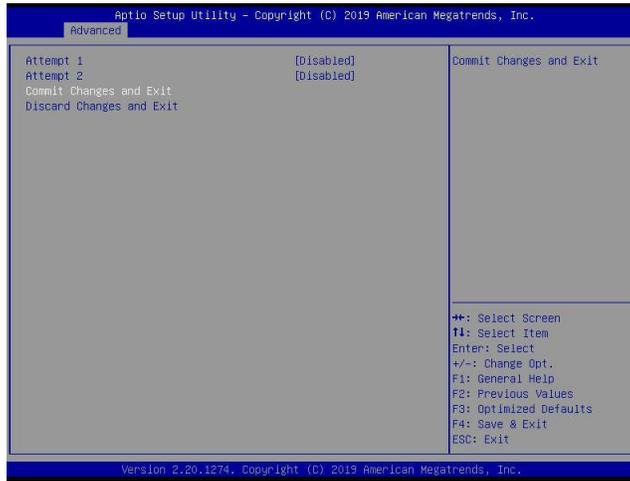 Aptio Setup Utility – Copyright (C) 2019 American Megatrends, Inc.
Advanced
Attempt 1 [Disabled]
Attempt 2 [Disabled]
Commit Changes and Exit
Discard Changes and Exit
Commit Changes and Exit
→←: Select Screen
↑↓: Select Item
Enter: Select
+/-: Change Opt.
F1: General Help
F2: Previous Values
F3: Optimized Defaults
F4: Save & Exit
ESC: Exit
Version 2.20.1274. Copyright (C) 2019 American Megatrends, Inc.